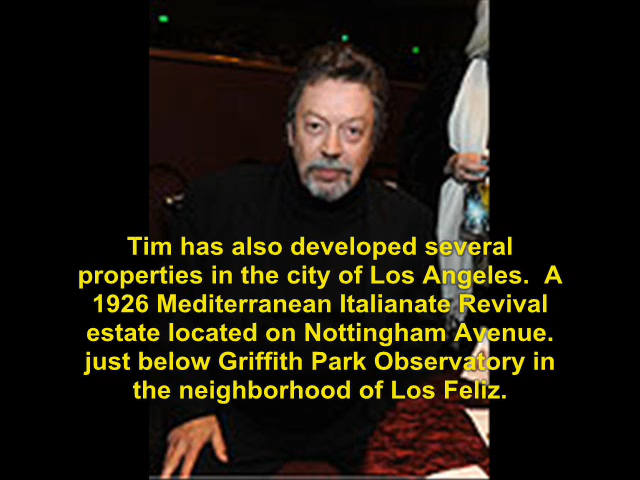 Tim has also developed several
properties in the city of Los Angeles.  A
1926 Mediterranean Italianate Revival
estate located on Nottingham Avenue.
just below Griffith Park Observatory in
the neighborhood of Los Feliz.